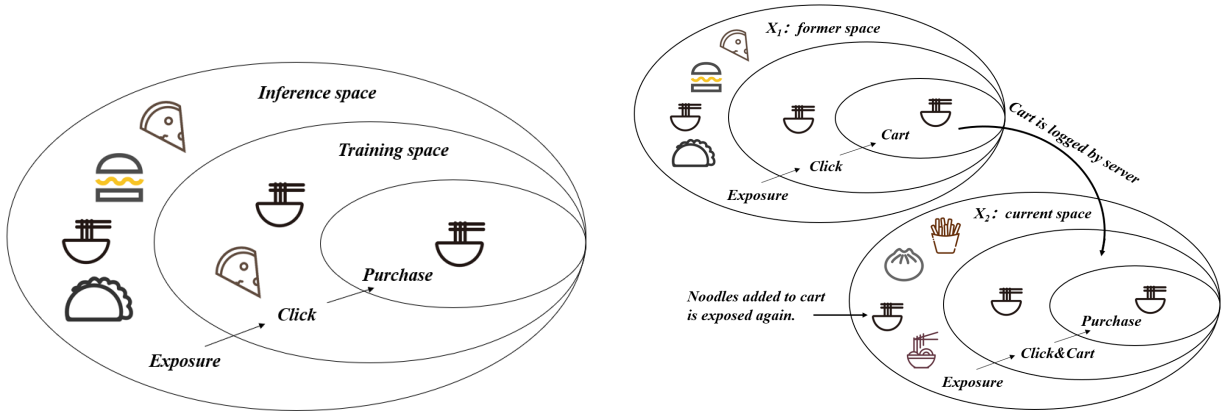 Inference space
Training space
Purchase
Click
Exposure
X₁: former space
Cart
Click
Exposure
Cart is logged by server
X₂: current space
Noodles added to cart
is exposed again.
Purchase
Click&Cart
Exposure